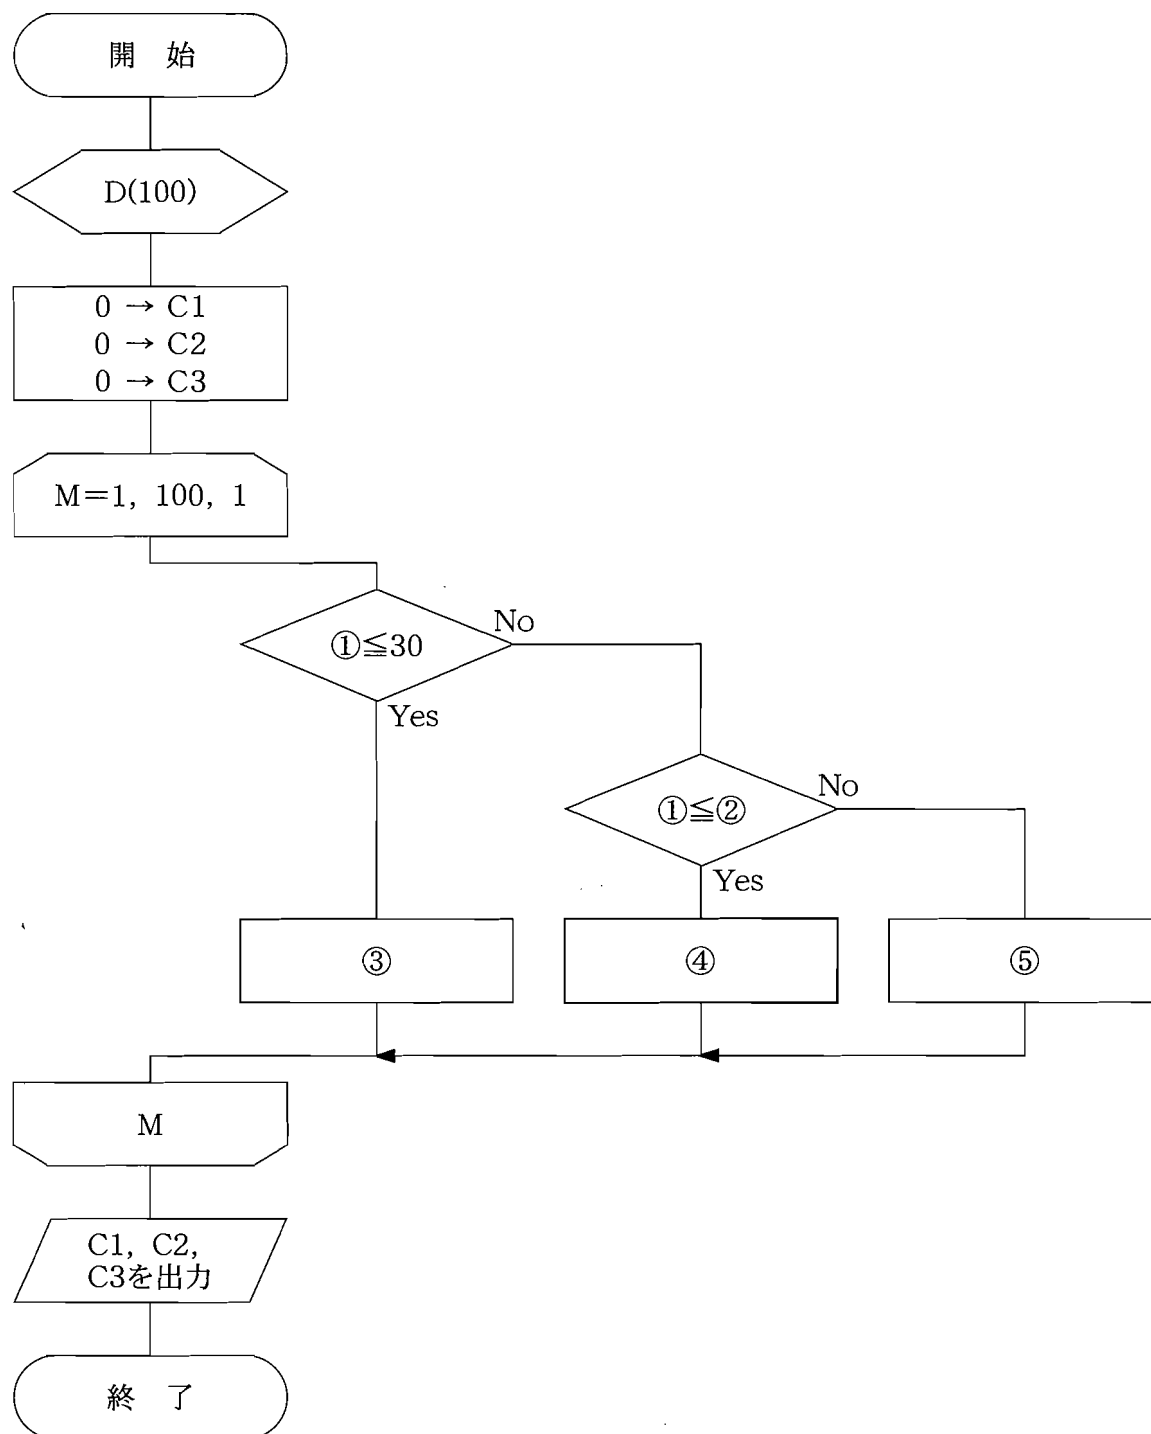 開 始
D(100)
0 → C1
0 → C2
0 → C3
M=1, 100, 1
①≦30
No
Yes
①≦②
No
Yes
③
④
⑤
M
C1, C2,
C3を出力
終 了